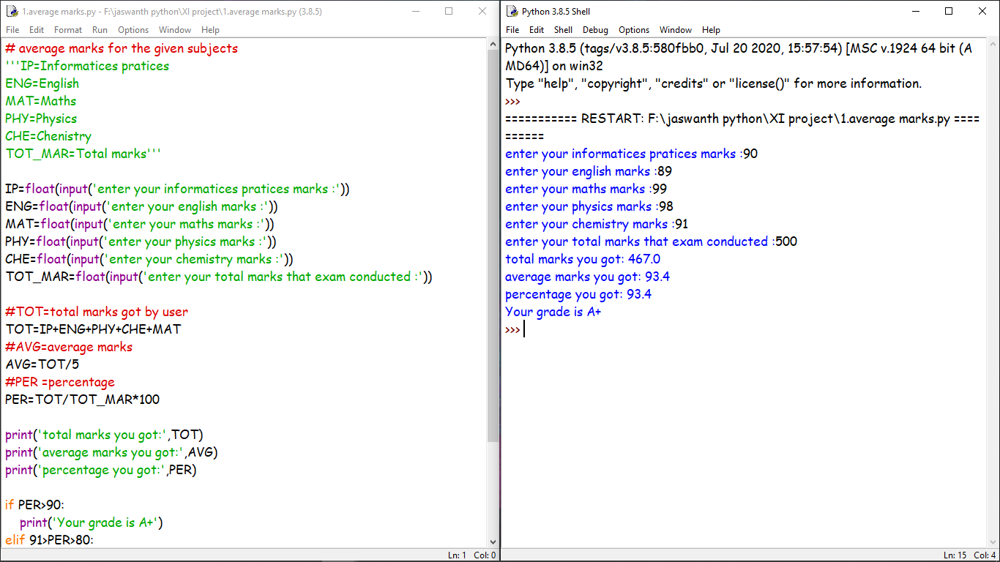 1.average marks.py - F:\jaswanth python\XI project\1.average marks.py (3.8.5)
File Edit Format Run Options Window Help
# average marks for the given subjects
'''IP=Informatices pratices
ENG=English
MAT=Maths
PHY=Physics
CHE=Chenistry
TOT_MAR=Total marks'''
IP=float(input('enter your informatices pratices marks :'))
ENG=float(input('enter your english marks :'))
MAT=float(input('enter your maths marks :'))
PHY=float(input('enter your physics marks :'))
CHE=float(input('enter your chemistry marks :'))
TOT_MAR=float(input('enter your total marks that exam conducted :'))
#TOT=total marks got by user
TOT=IP+ENG+PHY+CHE+MAT
#AVG=average marks
AVG=TOT/5
#PER =percentage
PER=TOT/TOT_MAR*100
print('total marks you got:',TOT)
print('average marks you got:',AVG)
print('percentage you got:',PER)
if PER>90:
    print('Your grade is A+')
elif 91>PER>80:
Ln: 1 Col: 0
Python 3.8.5 Shell
File Edit Shell Debug Options Window Help
Python 3.8.5 (tags/v3.8.5:580fbb0, Jul 20 2020, 15:57:54) [MSC v.1924 64 bit (A
MD64)] on win32
Type "help", "copyright", "credits" or "license()" for more information.
>>>
=========== RESTART: F:\jaswanth python\XI project\1.average marks.py ====
==========
enter your informatices pratices marks :90
enter your english marks :89
enter your maths marks :99
enter your physics marks :98
enter your chemistry marks :91
enter your total marks that exam conducted :500
total marks you got: 467.0
average marks you got: 93.4
percentage you got: 93.4
Your grade is A+
>>>
Ln: 15 Col: 4